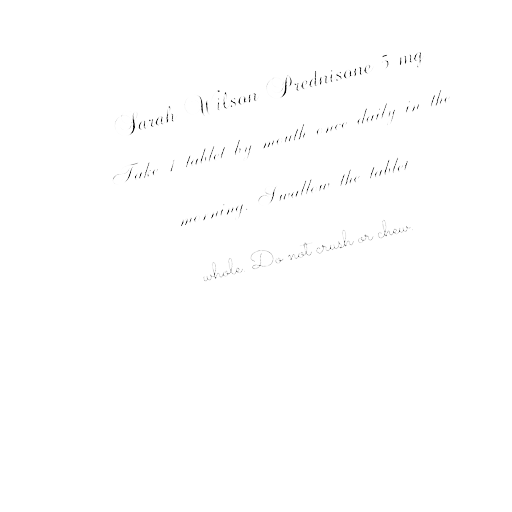 Sarah Wilson Prednisone 5 mg
Take 1 tablet by mouth once daily in the
morning. Swallow the tablet
whole. Do not crush or chew